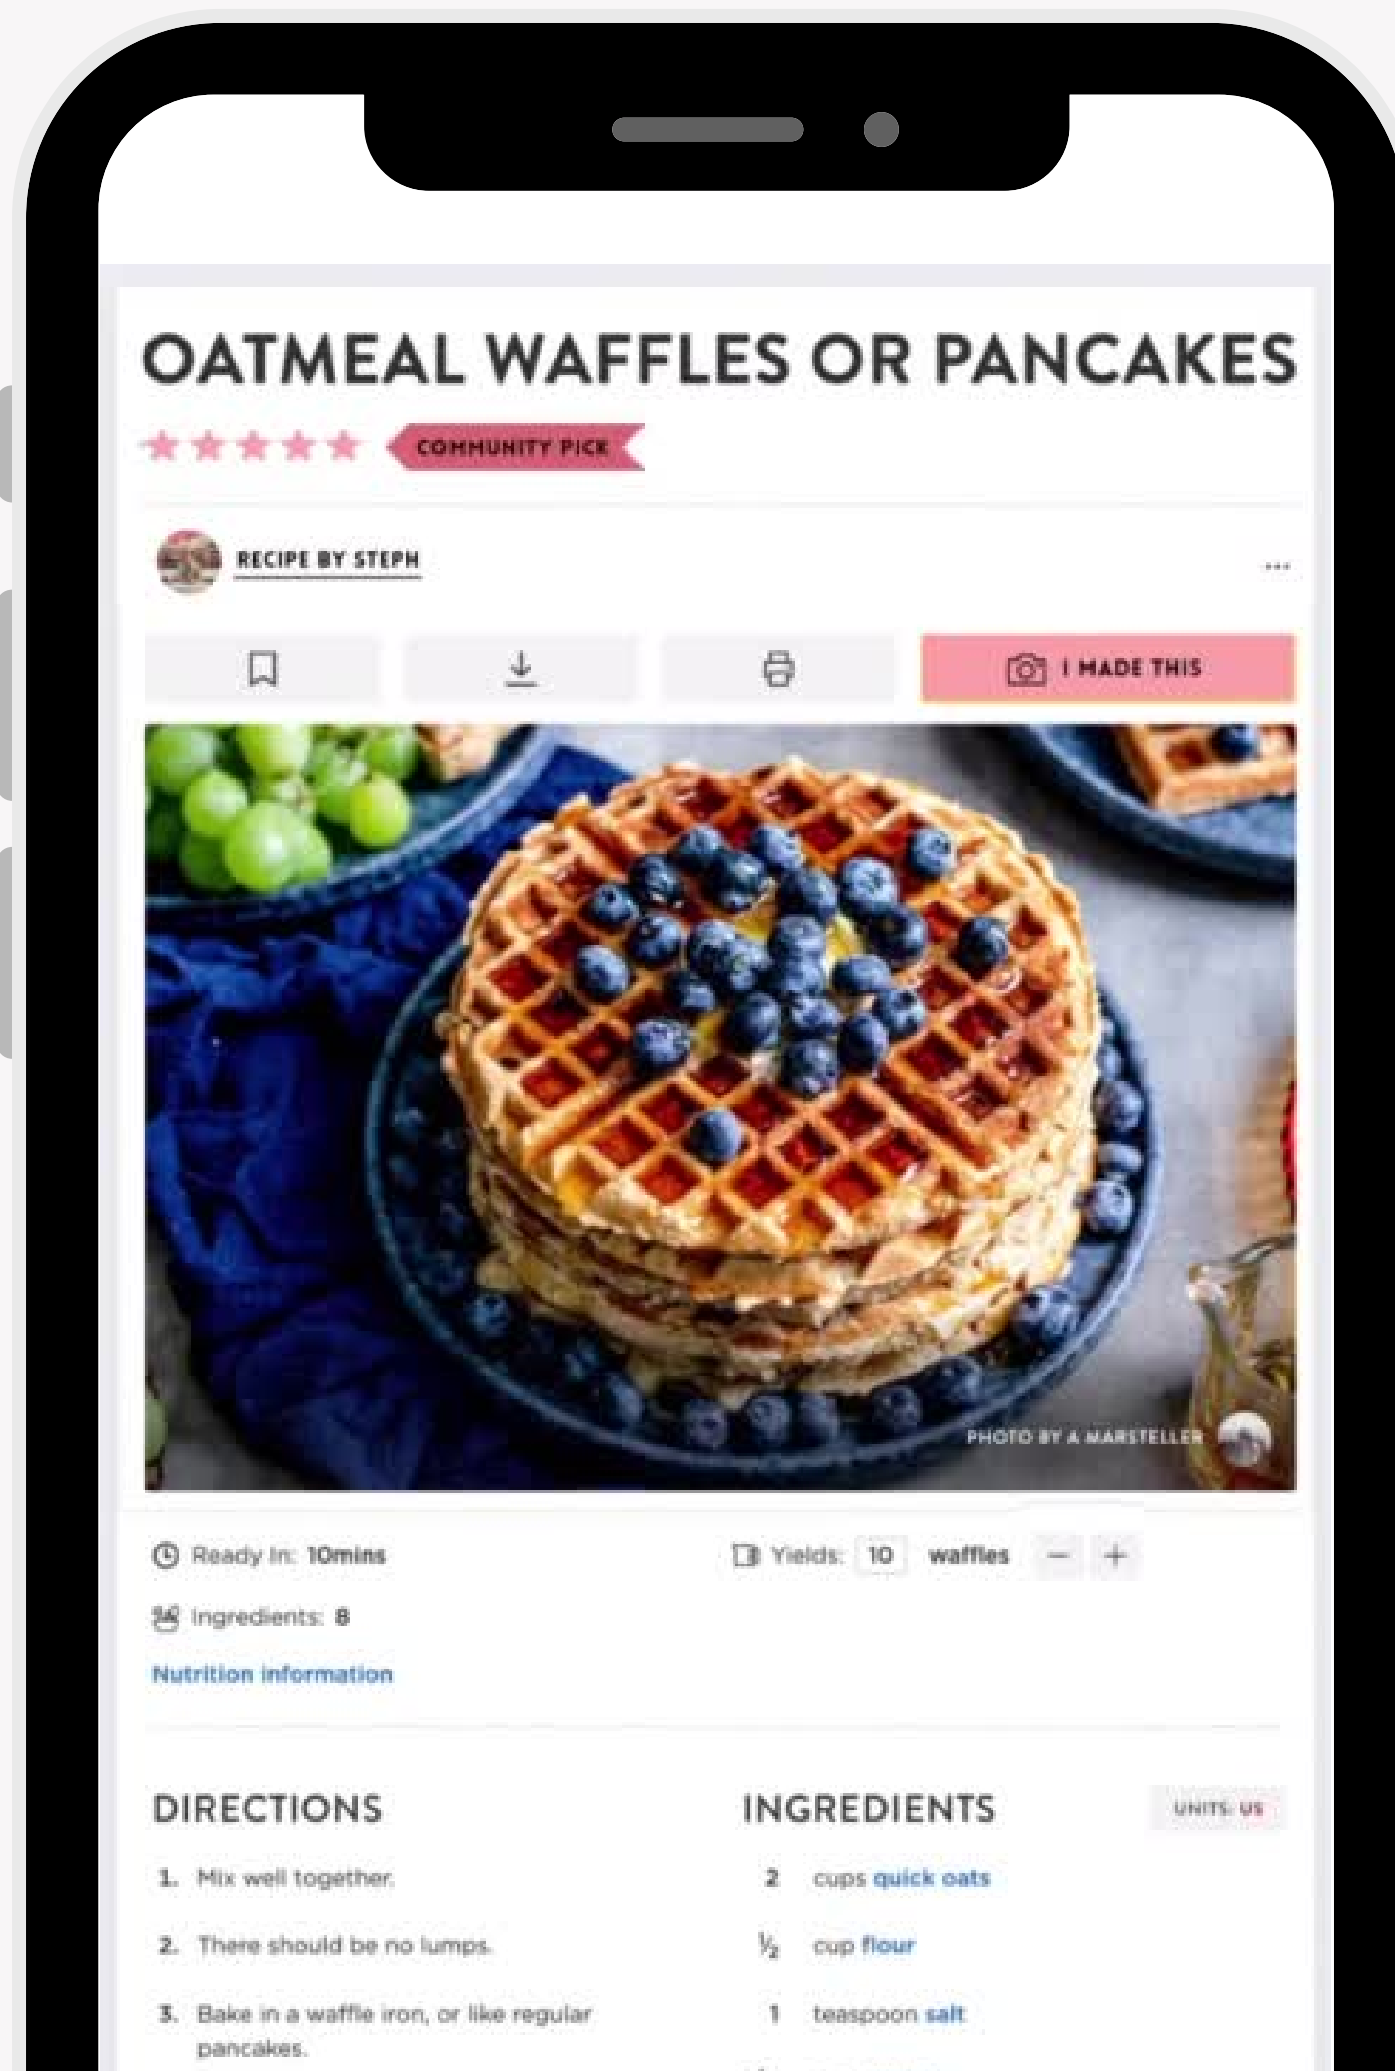 OATMEAL WAFFLES OR PANCAKES
COMMUNITY PICK
RECIPE BY STEPH
...
I MADE THIS
PHOTO BY A MARSTELLER
Ready In: 10mins
Yields: 10 waffles − +
Ingredients: 8
Nutrition information
DIRECTIONS
1. Mix well together.
2. There should be no lumps.
3. Bake in a waffle iron, or like regular
pancakes.
INGREDIENTS
UNITS: US
2 cups quick oats
½ cup flour
1 teaspoon salt